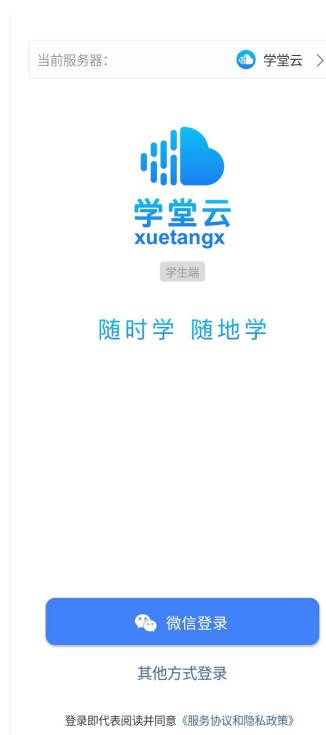 当前服务器： 学堂云
学堂云
xuetangx
学生端
随时学 随地学
微信登录
其他方式登录
登录即代表阅读并同意《服务协议和隐私政策》